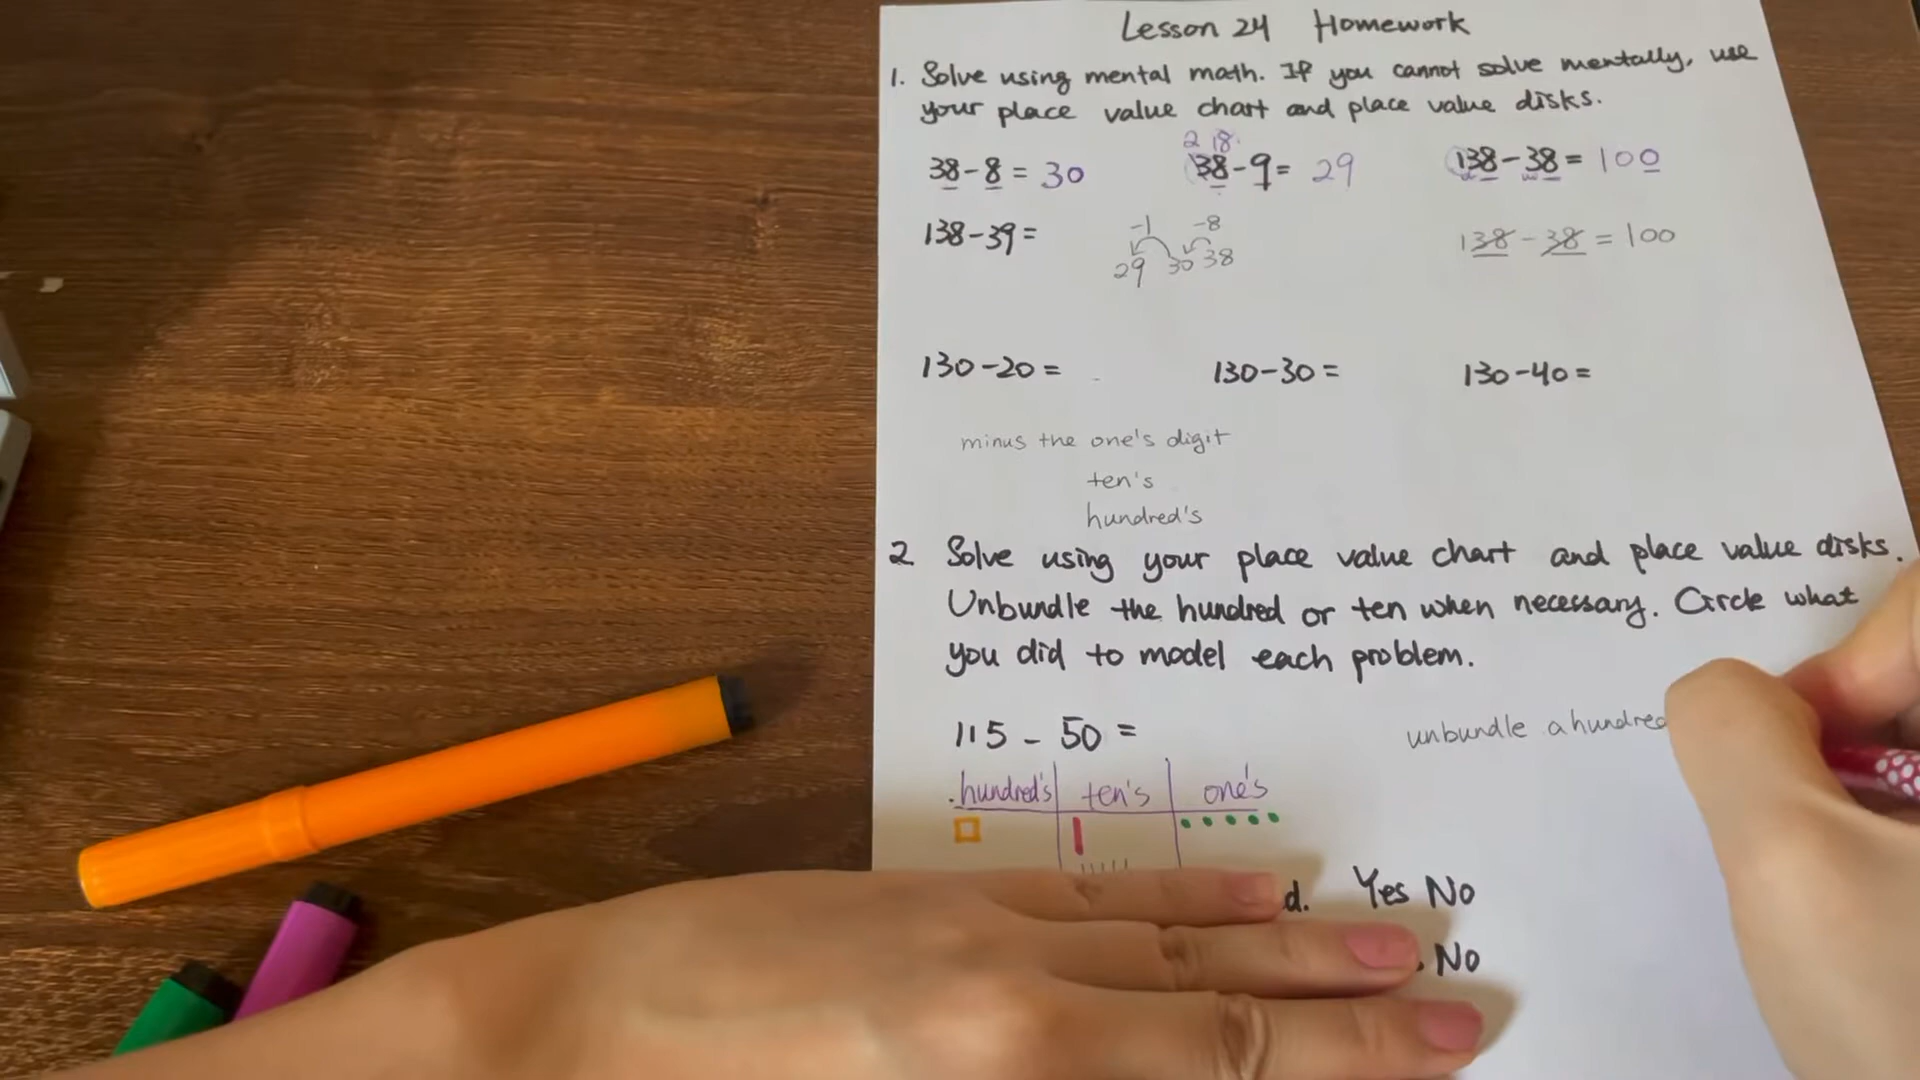 Lesson 24 Homework
1. Solve using mental math. If you cannot solve mentally, use
your place value chart and place value disks.
2 18
38-8 = 30 38-9= 29 138-38= 100
138-39=
-1 -8
29 30 38
138-38 = 100
130-20= 130-30= 130-40=
minus the one's digit
ten's
hundred's
2 Solve using your place value chart and place value disks.
Unbundle the hundred or ten when necessary. Circle what
you did to model each problem.
115 - 50 =
unbundle a hundred
hundred's ten's one's
d. Yes No
. No